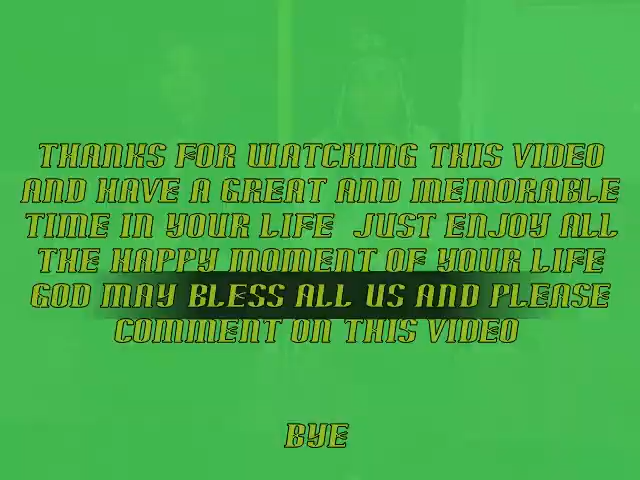 THANKS FOR WATCHING THIS VIDEO
AND HAVE A GREAT AND MEMORABLE
TIME IN YOUR LIFE JUST ENJOY ALL
THE HAPPY MOMENT OF YOUR LIFE
GOD MAY BLESS ALL US AND PLEASE
COMMENT ON THIS VIDEO
BYE